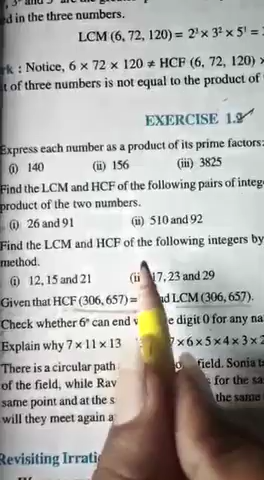 ed in the three numbers.
LCM (6, 72, 120) = 2³ × 3² × 5¹ =
rk : Notice, 6 × 72 × 120 ≠ HCF (6, 72, 120) ×
t of three numbers is not equal to the product of
EXERCISE 1.
Express each number as a product of its prime factors:
(i) 140 (ii) 156 (iii) 3825
Find the LCM and HCF of the following pairs of integ
product of the two numbers.
(i) 26 and 91 (ii) 510 and 92
Find the LCM and HCF of the following integers by
method.
(i) 12, 15 and 21 (ii 17, 23 and 29
Given that HCF (306, 657) = d LCM (306, 657).
Check whether 6ⁿ can end e digit 0 for any na
Explain why 7 × 11 × 13 7 × 6 × 5 × 4 × 3 × 2
There is a circular path field. Sonia t
of the field, while Rav for the sa
same point and at the s the same
will they meet again a
Revisiting Irrati